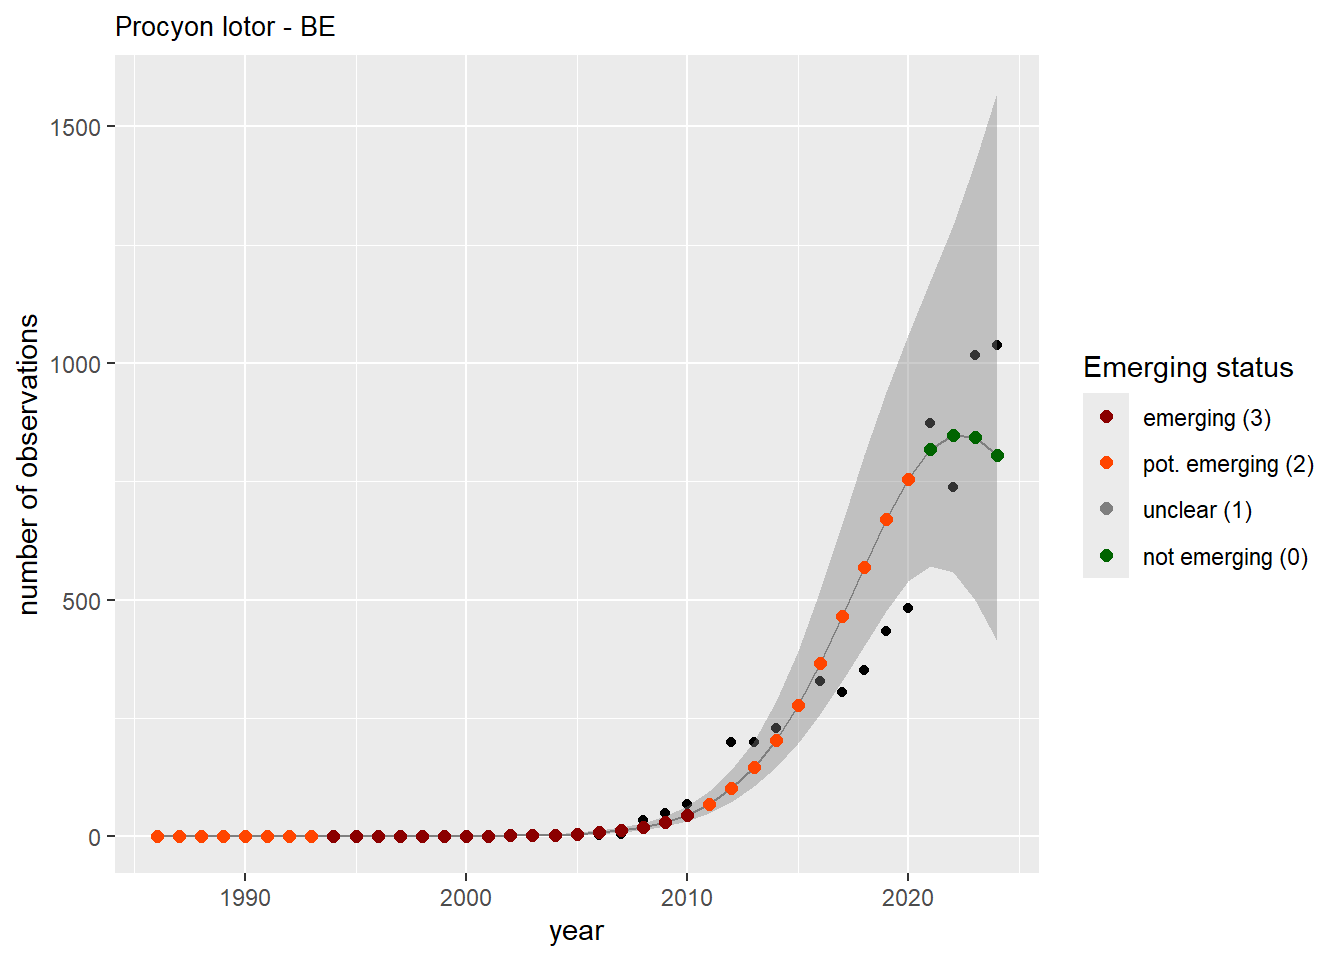 Procyon lotor - BE
1500
1000
500
0
number of observations
1990
2000
2010
2020
year
Emerging status
emerging (3)
pot. emerging (2)
unclear (1)
not emerging (0)